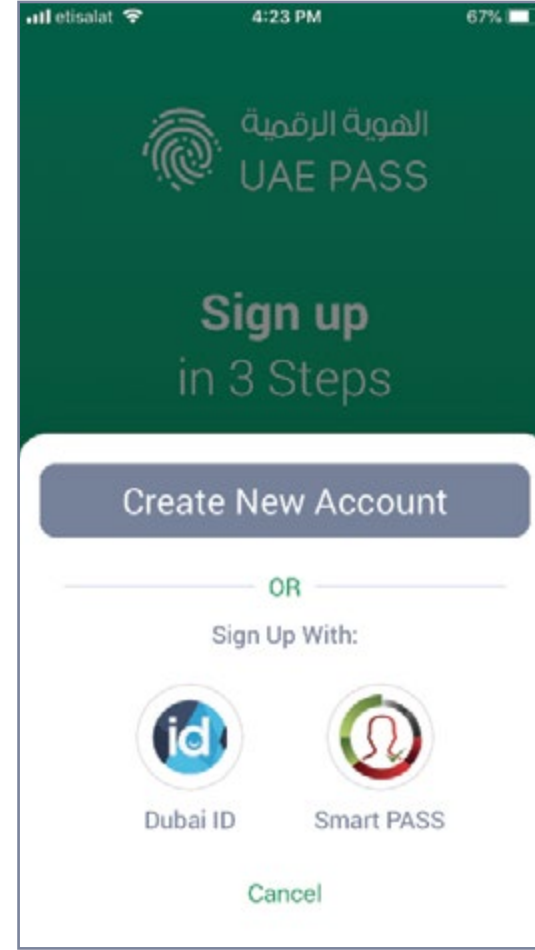 etisalat 4:23 PM 67%
الهوية الرقمية
UAE PASS
Sign up
in 3 Steps
Create New Account
OR
Sign Up With:
id
Dubai ID Smart PASS
Cancel